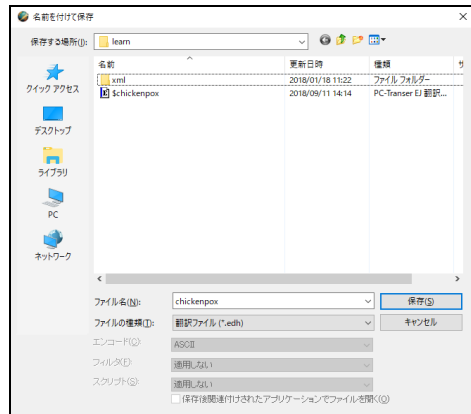 名前を付けて保存
保存する場所(I): learn
名前 更新日時 種類 サ
xml 2018/01/18 11:22 ファイル フォルダー
$chickenpox 2018/09/11 14:14 PC-Transer EJ 翻訳...
クイック アクセス
デスクトップ
ライブラリ
PC
ネットワーク
ファイル名(N): chickenpox 保存(S)
ファイルの種類(T): 翻訳ファイル (*.edh) キャンセル
エンコード(C) ASCII
フィルタ(F) 適用しない
スクリプト(S) 適用しない
保存後関連付けされたアプリケーションでファイルを開く(O)